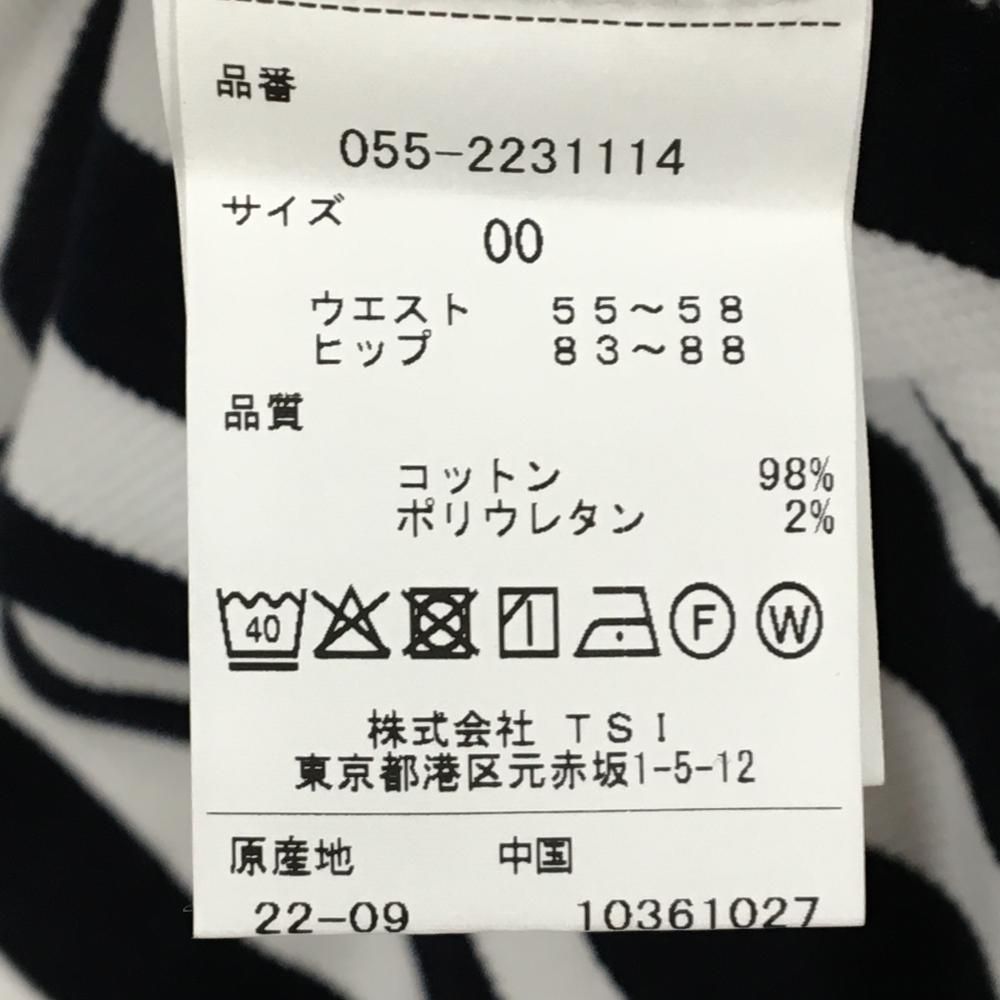 品番
055-2231114
サイズ
00
ウエスト 55~58
ヒップ 83~88
品質
コットン 98%
ポリウレタン 2%
40 F W
株式会社 TSI
東京都港区元赤坂1-5-12
原産地 中国
22-09 10361027